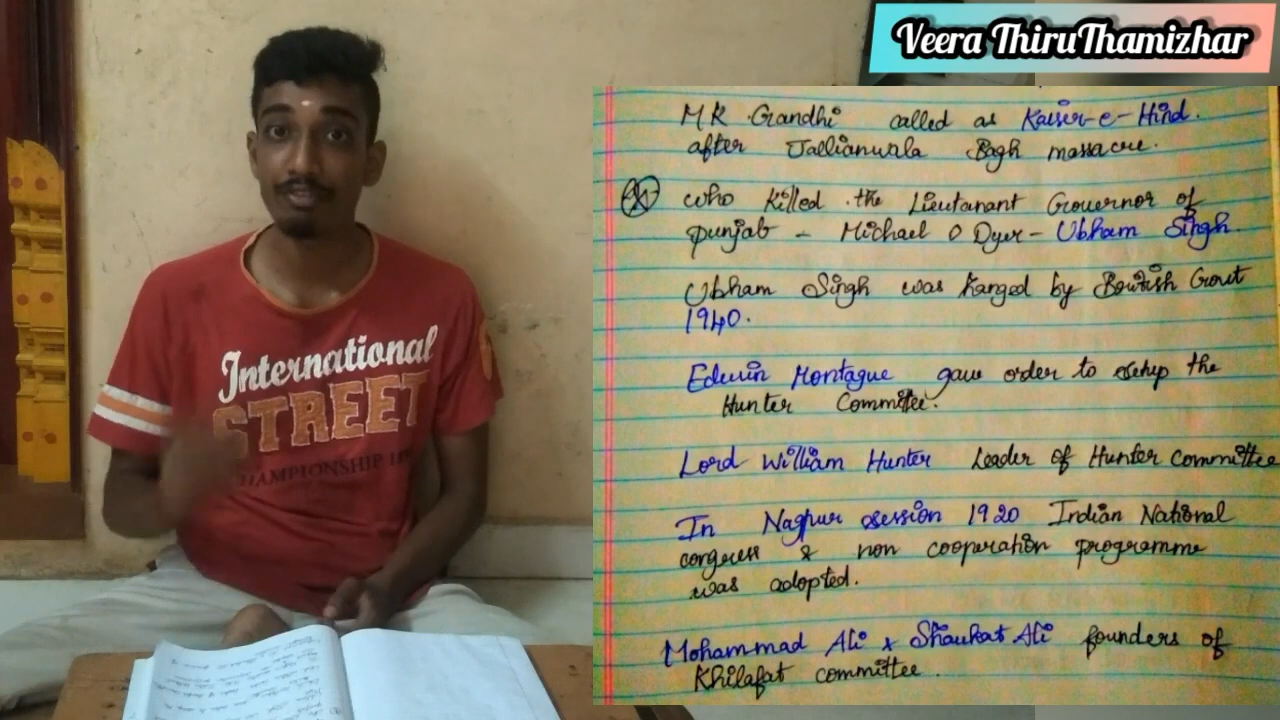 Veera ThiruThamizhar
MK Grandhi called as Kaiser-e-Hind.
after Jallianwala Bagh massacre.
who killed the Lieutanant Governor of
punjab - Michael O Dyer - Ubham Singh.
Ubham Singh was hanged by British Govt
1940.
Edwin Montague gave order to setup the
Hunter Committee.
Lord William Hunter Leader of Hunter Committee
In Nagpur session 1920 Indian National
congress & non cooperation programme
was adopted.
Mohammad Ali & Shaukat Ali founders of
Khilafat committee.
International
STREET
CHAMPIONSHIP